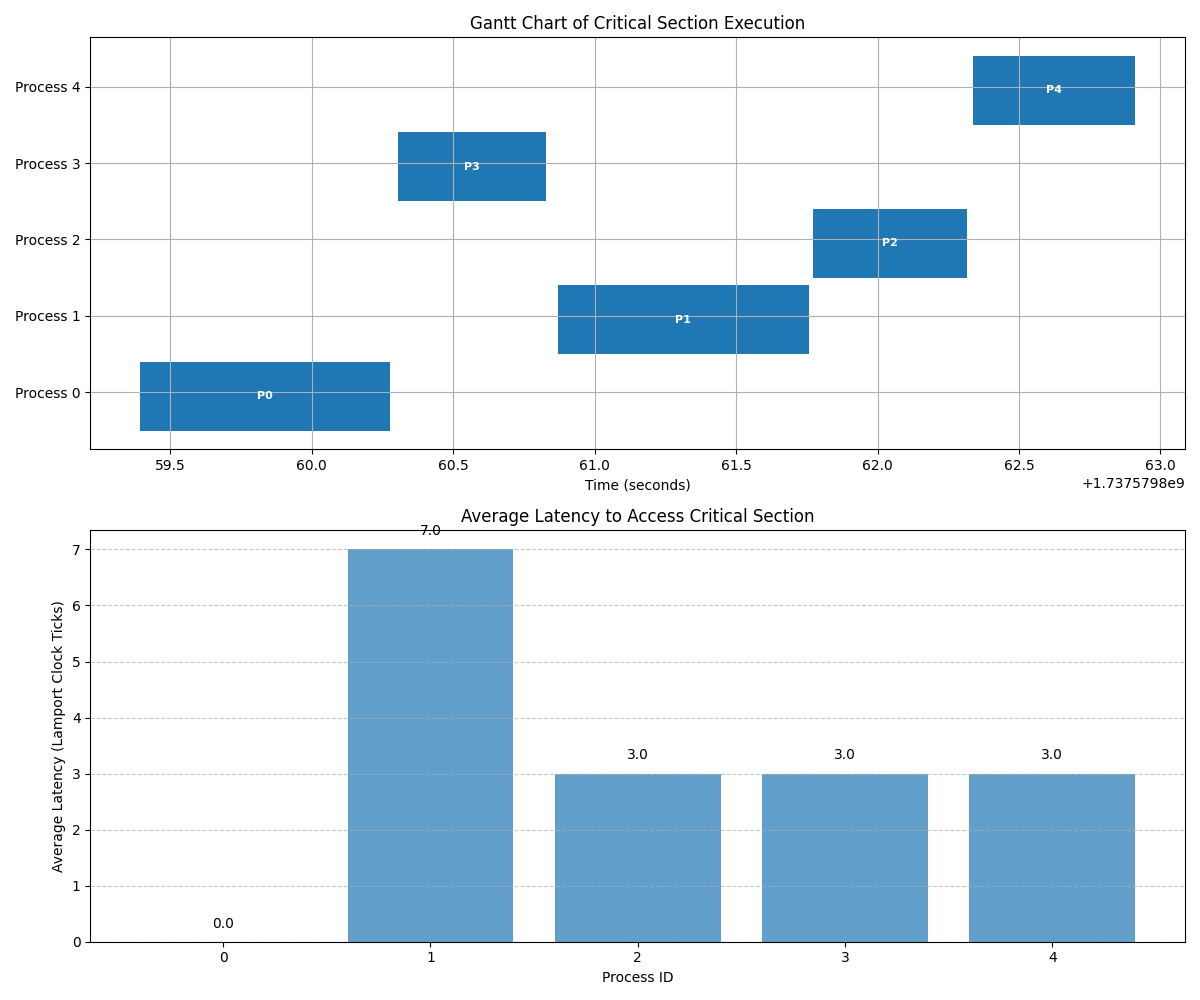 Gantt Chart of Critical Section Execution
Process 4
P4
Process 3
P3
Process 2
P2
Process 1
P1
Process 0
P0
59.5 60.0 60.5 61.0 61.5 62.0 62.5 63.0
Time (seconds)
+1.7375798e9
Average Latency to Access Critical Section
Average Latency (Lamport Clock Ticks)
7
6
5
4
3
2
1
0
0.0
7.0
3.0
3.0
3.0
0 1 2 3 4
Process ID